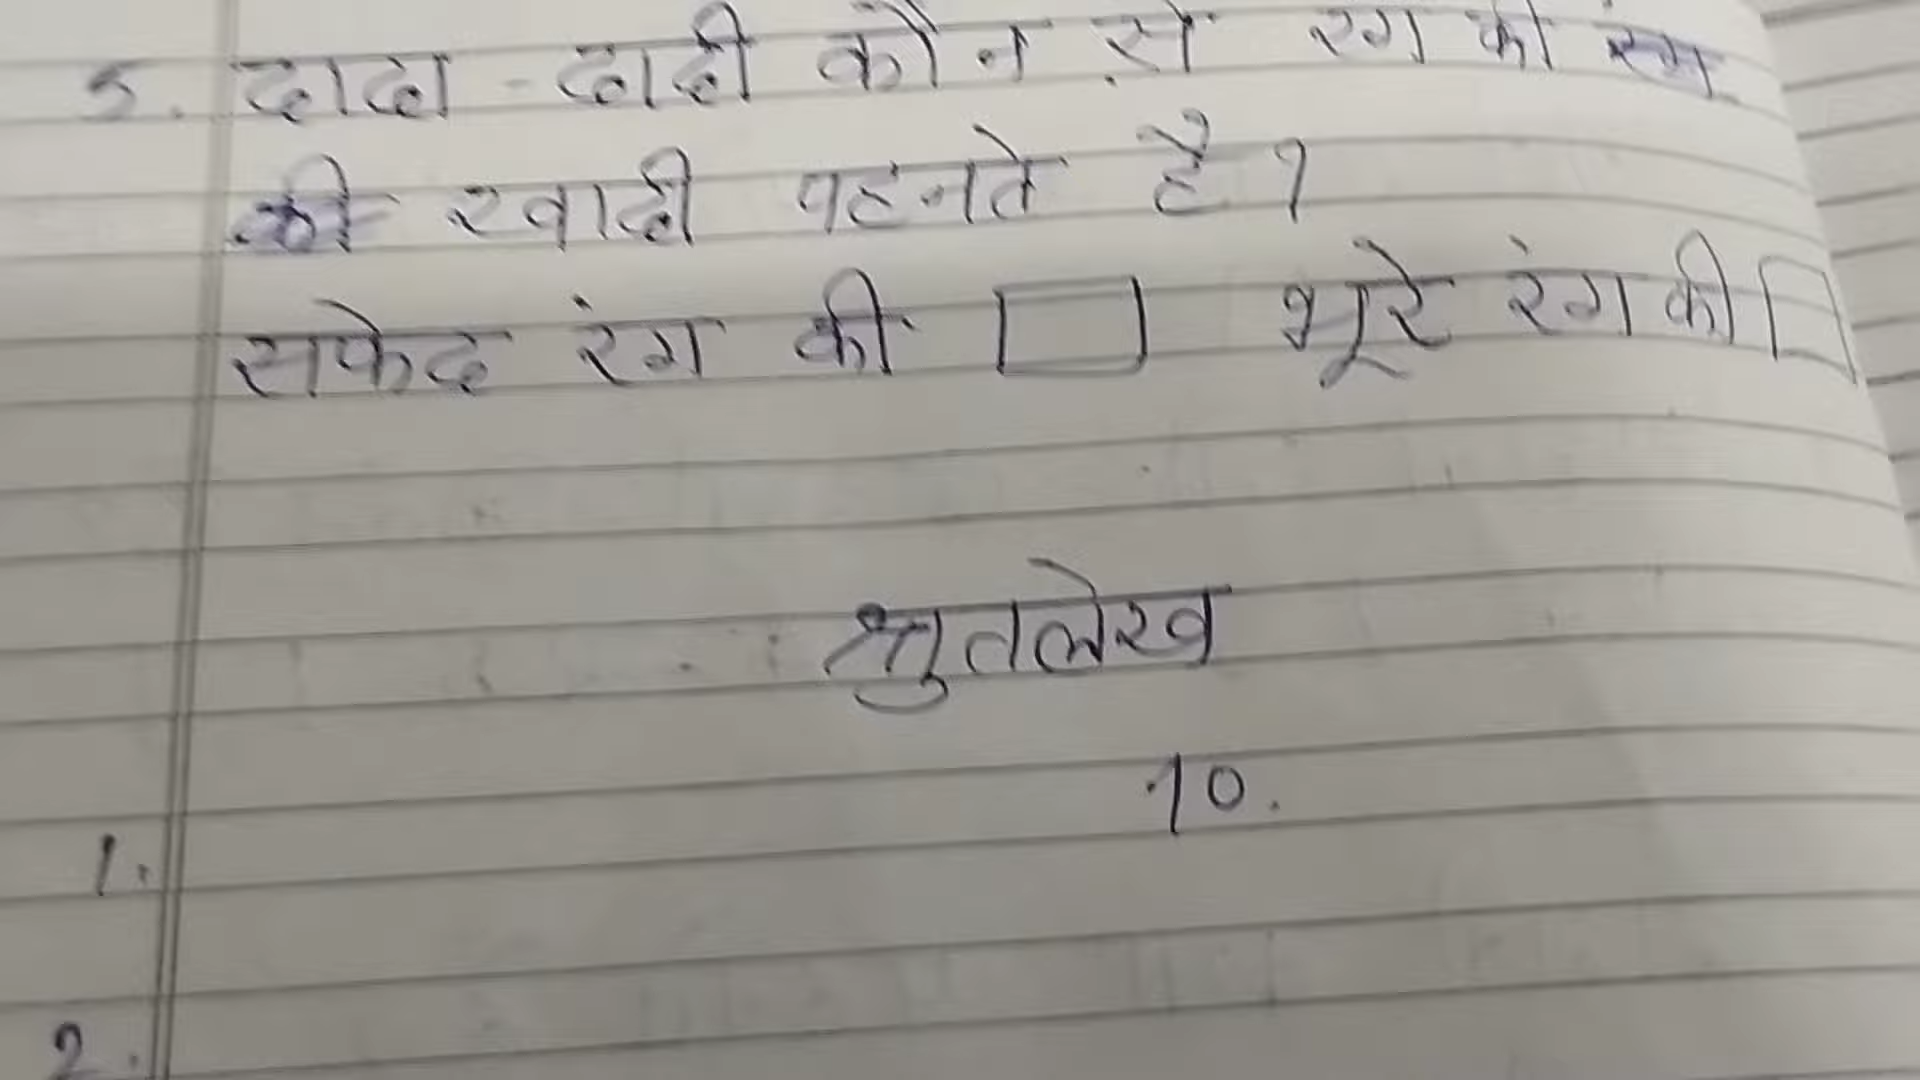 5. दादा - दादी कौन से रंग की
की खादी पहनते है ?
सफेद रंग की भूरे रंग की
श्रुतलेख
10.
1.
2.